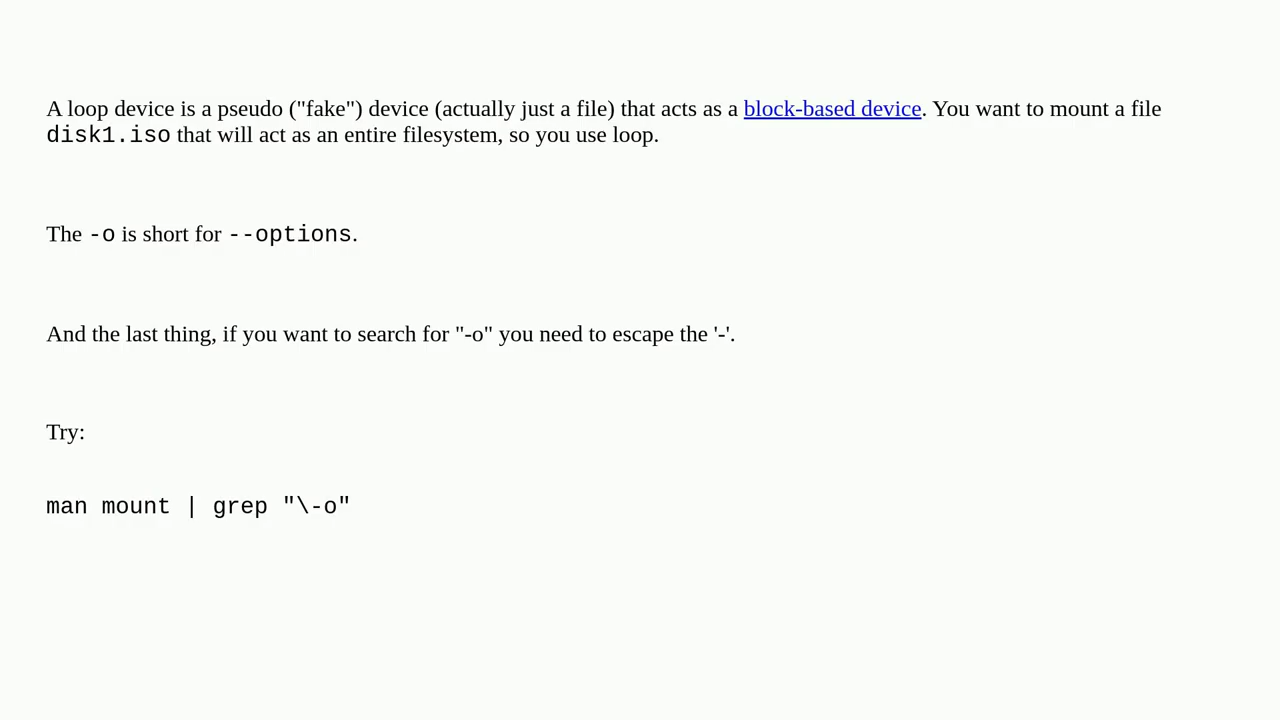 A loop device is a pseudo ("fake") device (actually just a file) that acts as a block-based device. You want to mount a file
disk1.iso that will act as an entire filesystem, so you use loop.
The -o is short for --options.
And the last thing, if you want to search for "-o" you need to escape the '-'.
Try:
man mount | grep "\-o"